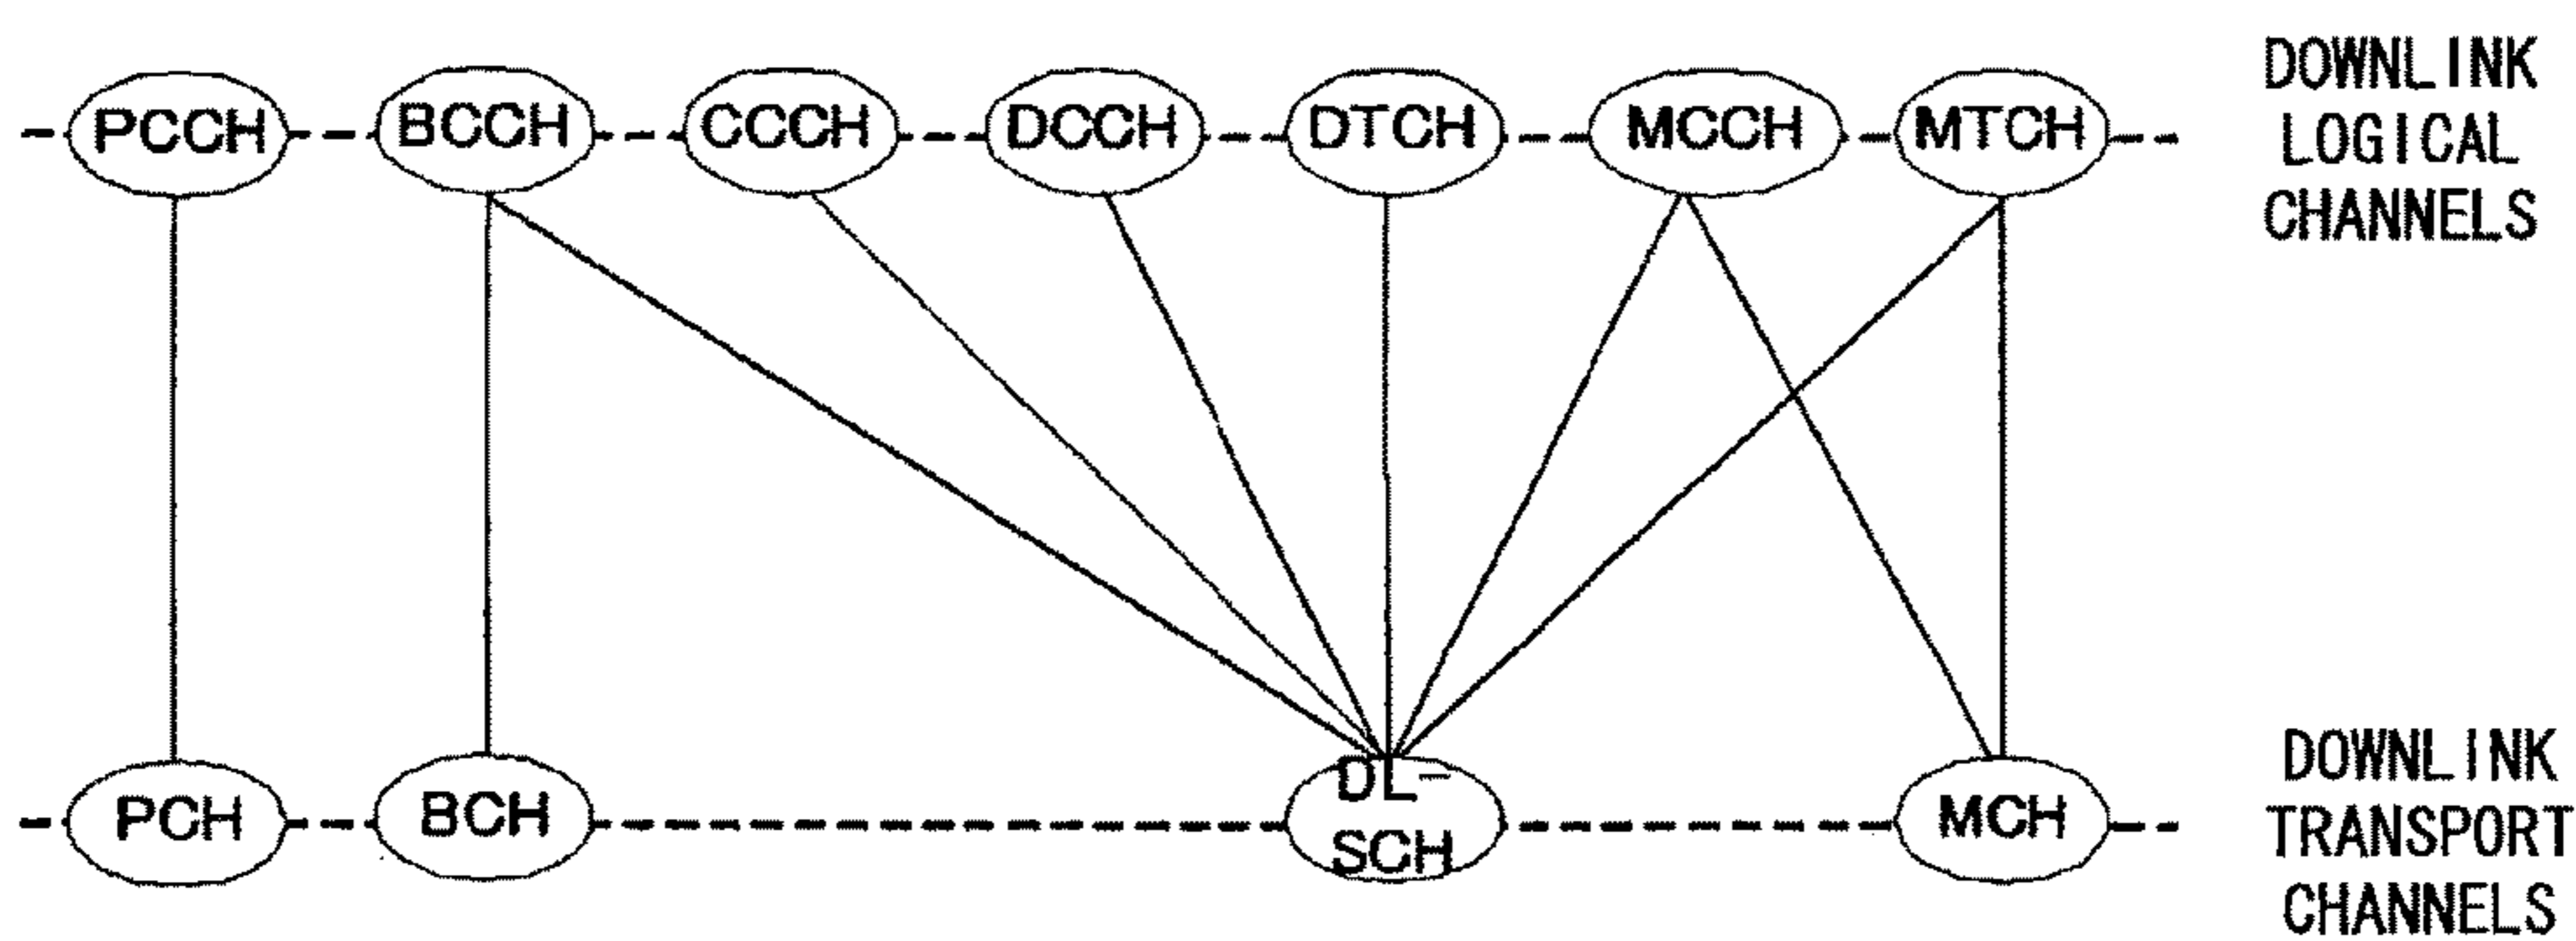 PCCH BCCH CCCH DCCH DTCH MCCH MTCH
DOWNLINK
LOGICAL
CHANNELS
PCH BCH DL-
SCH MCH
DOWNLINK
TRANSPORT
CHANNELS